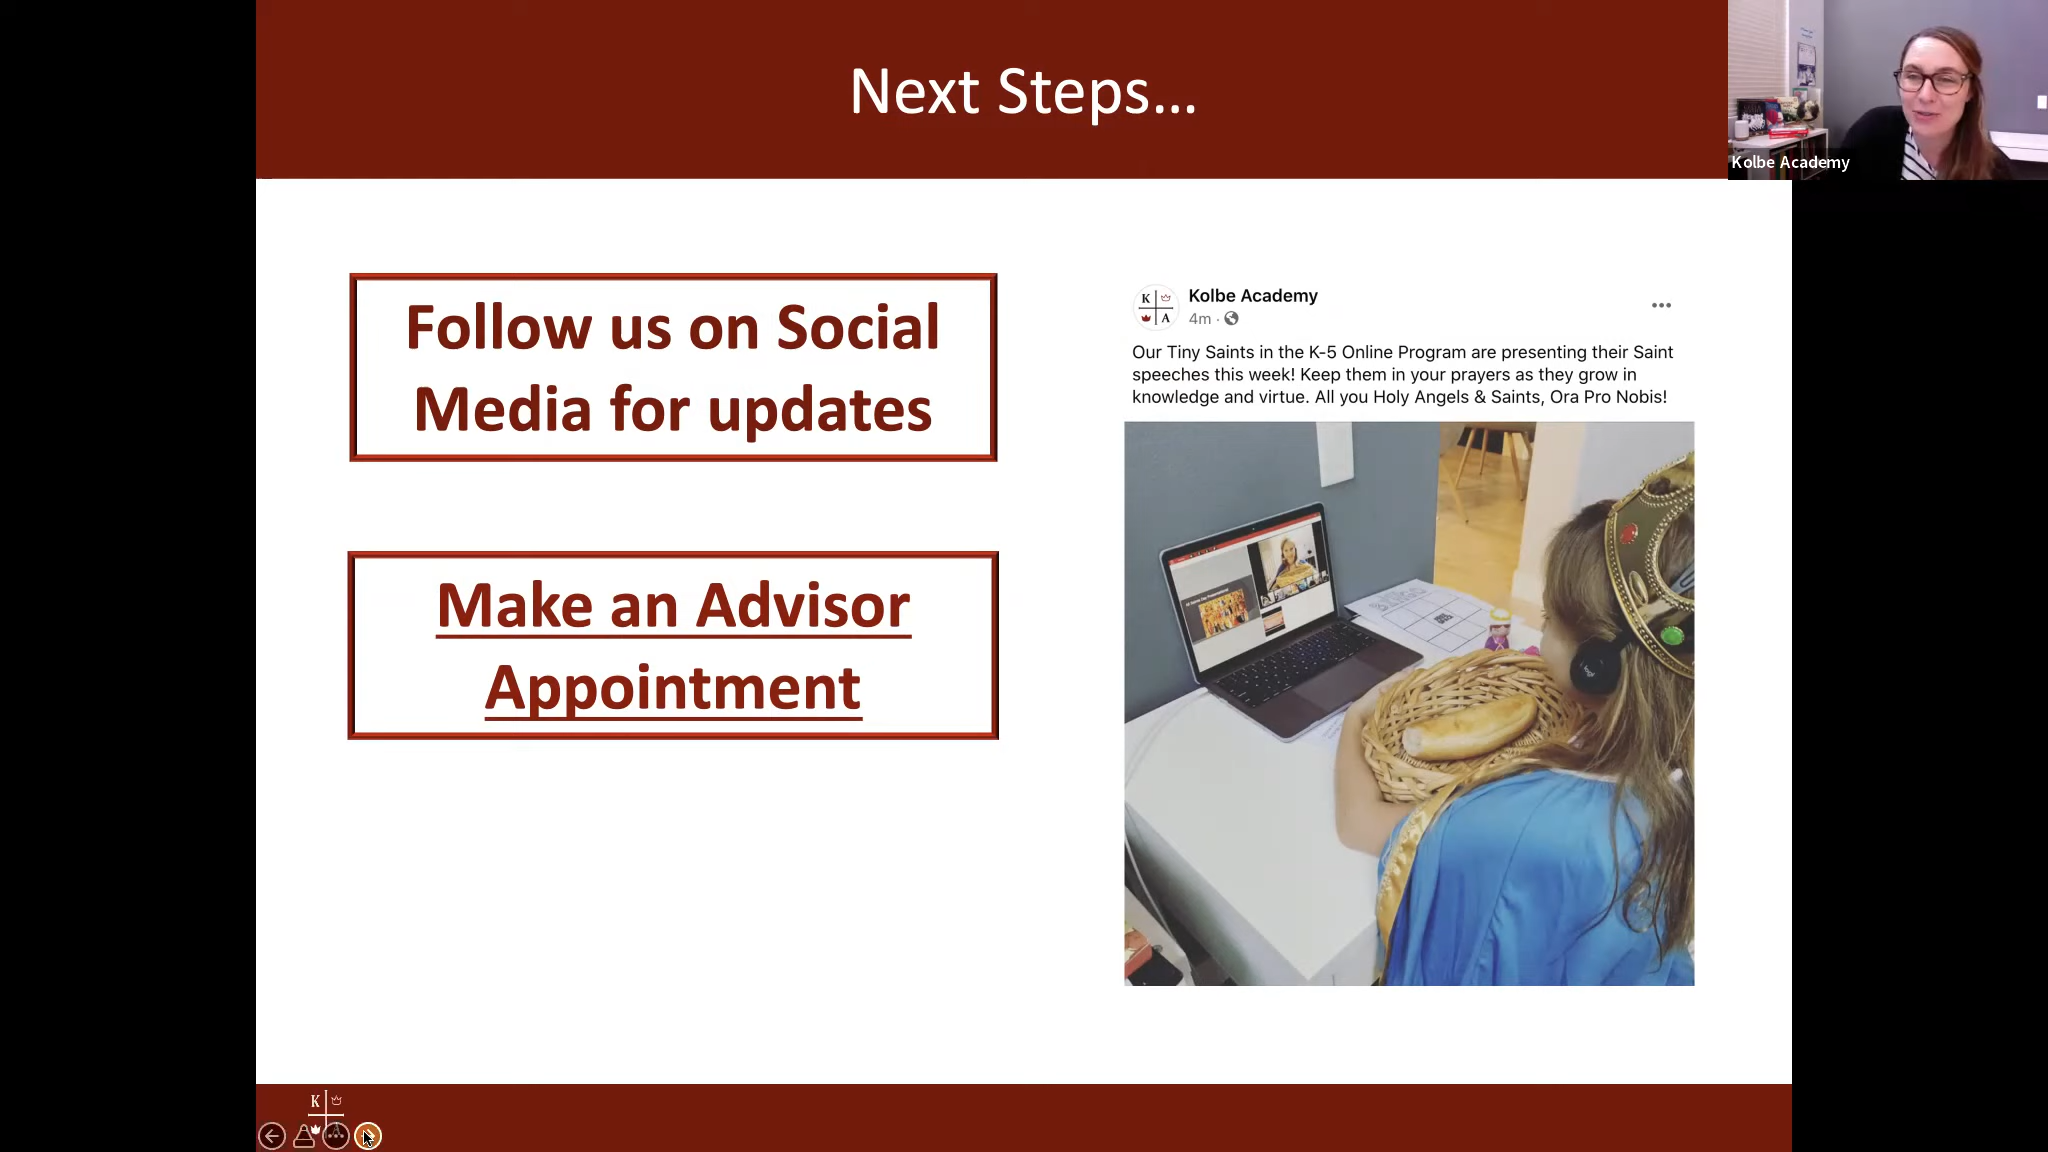 Next Steps...
Kolbe Academy
Follow us on Social
Media for updates
Make an Advisor
Appointment
K
A
Kolbe Academy
4m ·
Our Tiny Saints in the K-5 Online Program are presenting their Saint
speeches this week! Keep them in your prayers as they grow in
knowledge and virtue. All you Holy Angels & Saints, Ora Pro Nobis!
logi
K
A